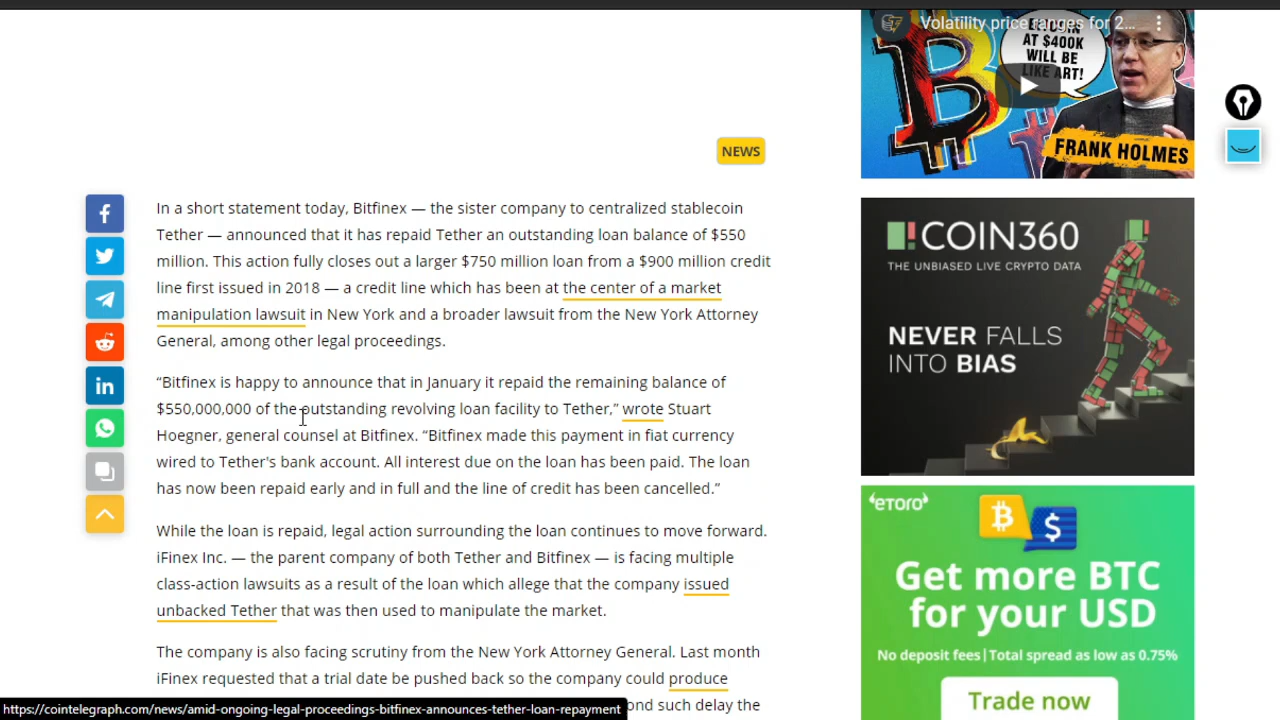 Volatility price ranges for 2...
AT $400K
WILL BE
LIKE ART!
FRANK HOLMES
NEWS
In a short statement today, Bitfinex — the sister company to centralized stablecoin
Tether — announced that it has repaid Tether an outstanding loan balance of $550
million. This action fully closes out a larger $750 million loan from a $900 million credit
line first issued in 2018 — a credit line which has been at the center of a market
manipulation lawsuit in New York and a broader lawsuit from the New York Attorney
General, among other legal proceedings.
“Bitfinex is happy to announce that in January it repaid the remaining balance of
$550,000,000 of the outstanding revolving loan facility to Tether,” wrote Stuart
Hoegner, general counsel at Bitfinex. “Bitfinex made this payment in fiat currency
wired to Tether's bank account. All interest due on the loan has been paid. The loan
has now been repaid early and in full and the line of credit has been cancelled.”
While the loan is repaid, legal action surrounding the loan continues to move forward.
iFinex Inc. — the parent company of both Tether and Bitfinex — is facing multiple
class-action lawsuits as a result of the loan which allege that the company issued
unbacked Tether that was then used to manipulate the market.
The company is also facing scrutiny from the New York Attorney General. Last month
iFinex requested that a trial date be pushed back so the company could produce
such delay the
https://cointelegraph.com/news/amid-ongoing-legal-proceedings-bitfinex-announces-tether-loan-repayment
COIN360
THE UNBIASED LIVE CRYPTO DATA
NEVER FALLS
INTO BIAS
eToro
Get more BTC
for your USD
No deposit fees|Total spread as low as 0.75%
Trade now